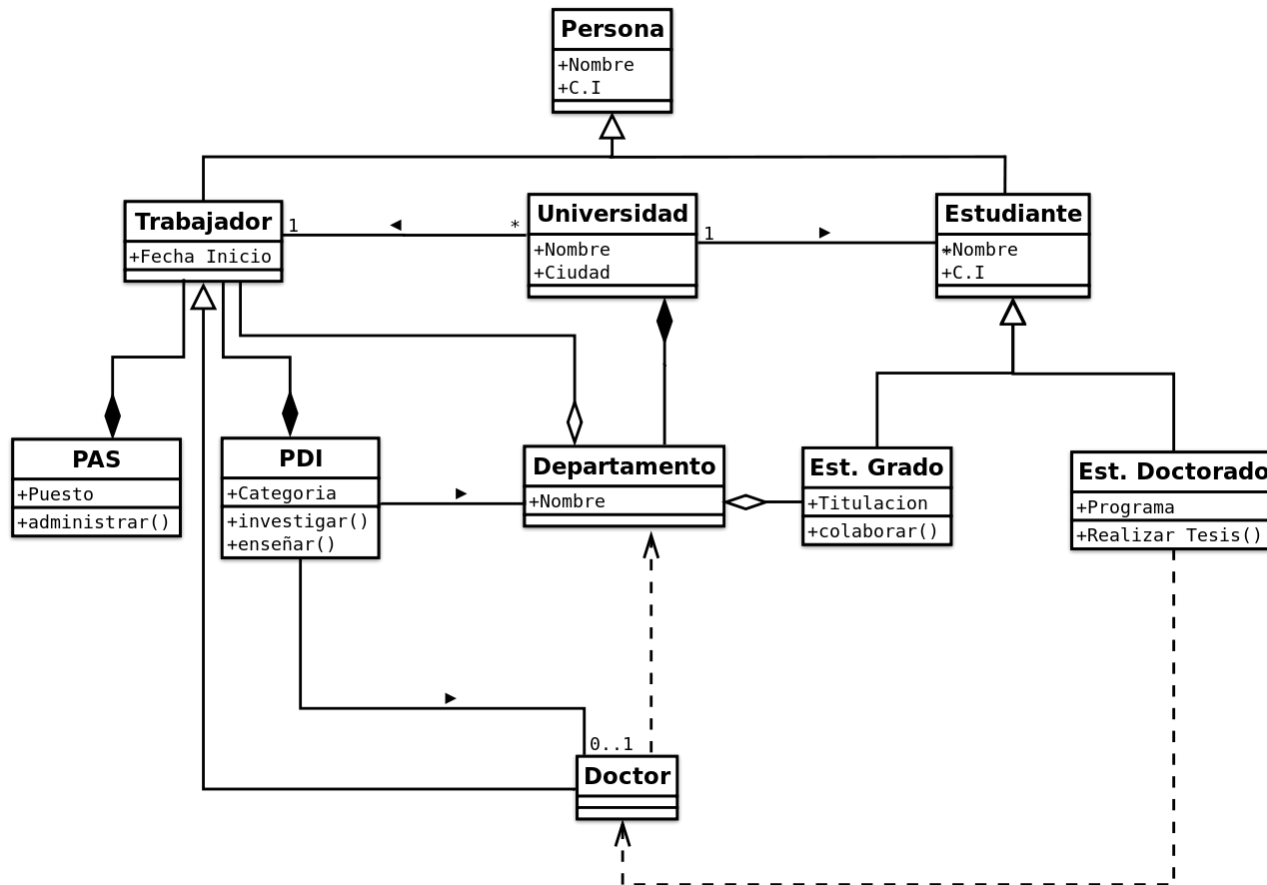 Persona
+Nombre
+C.I
Trabajador
+Fecha Inicio
1
*
Universidad
+Nombre
+Ciudad
1
Estudiante
+Nombre
+C.I
PAS
+Puesto
+administrar()
PDI
+Categoria
+investigar()
+enseñar()
Departamento
+Nombre
Est. Grado
+Titulacion
+colaborar()
Est. Doctorado
+Programa
+Realizar Tesis()
0..1
Doctor